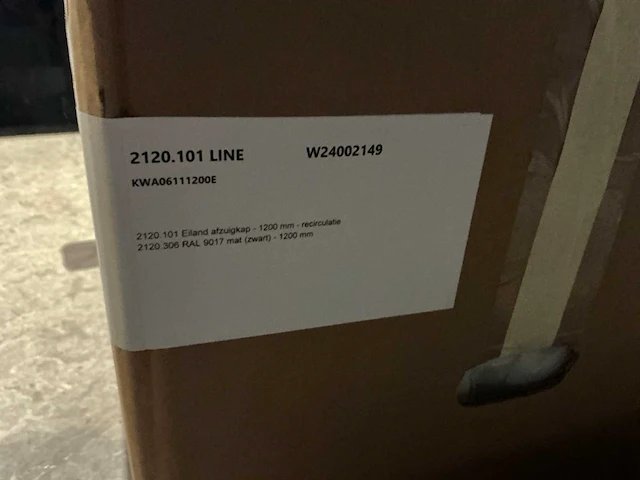 2120.101 LINE W24002149
KWA06111200E
2120.101 Eiland afzuigkap - 1200 mm - recirculatie
2120.306 RAL 9017 mat (zwart) - 1200 mm